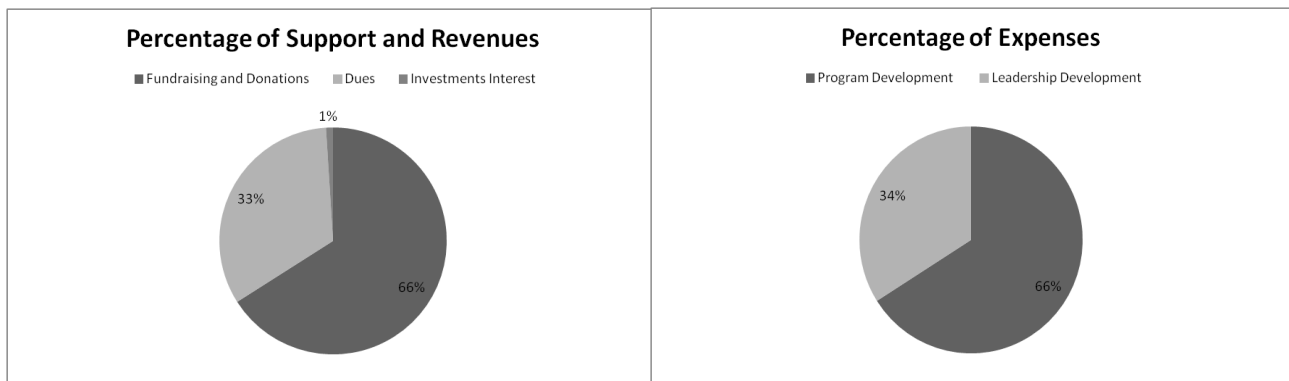 Percentage of Support and Revenues
Fundraising and Donations Dues Investments Interest
1%
33%
66%
Percentage of Expenses
Program Development Leadership Development
34%
66%